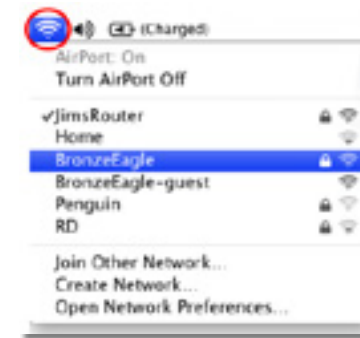 (Charged)
AirPort: On
Turn AirPort Off
✓JimsRouter
Home
BronzeEagle
BronzeEagle-guest
Penguin
RD
Join Other Network...
Create Network...
Open Network Preferences...